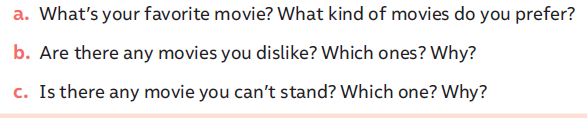 a. What's your favorite movie? What kind of movies do you prefer?
b. Are there any movies you dislike? Which ones? Why?
c. Is there any movie you can't stand? Which one? Why?